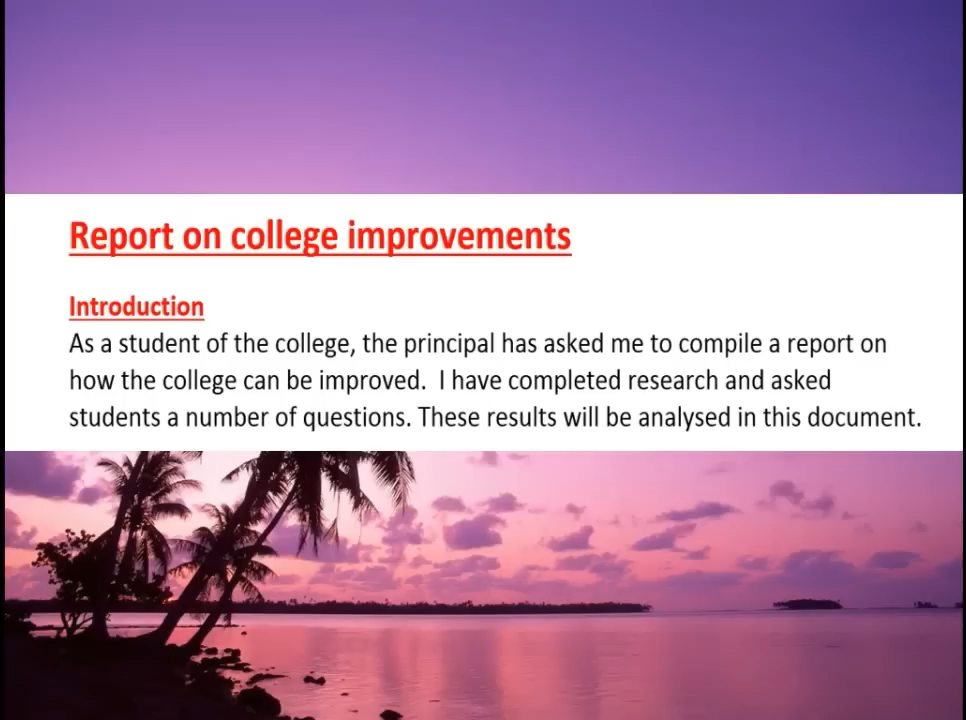 Report on college improvements
Introduction
As a student of the college, the principal has asked me to compile a report on
how the college can be improved.  I have completed research and asked
students a number of questions. These results will be analysed in this document.